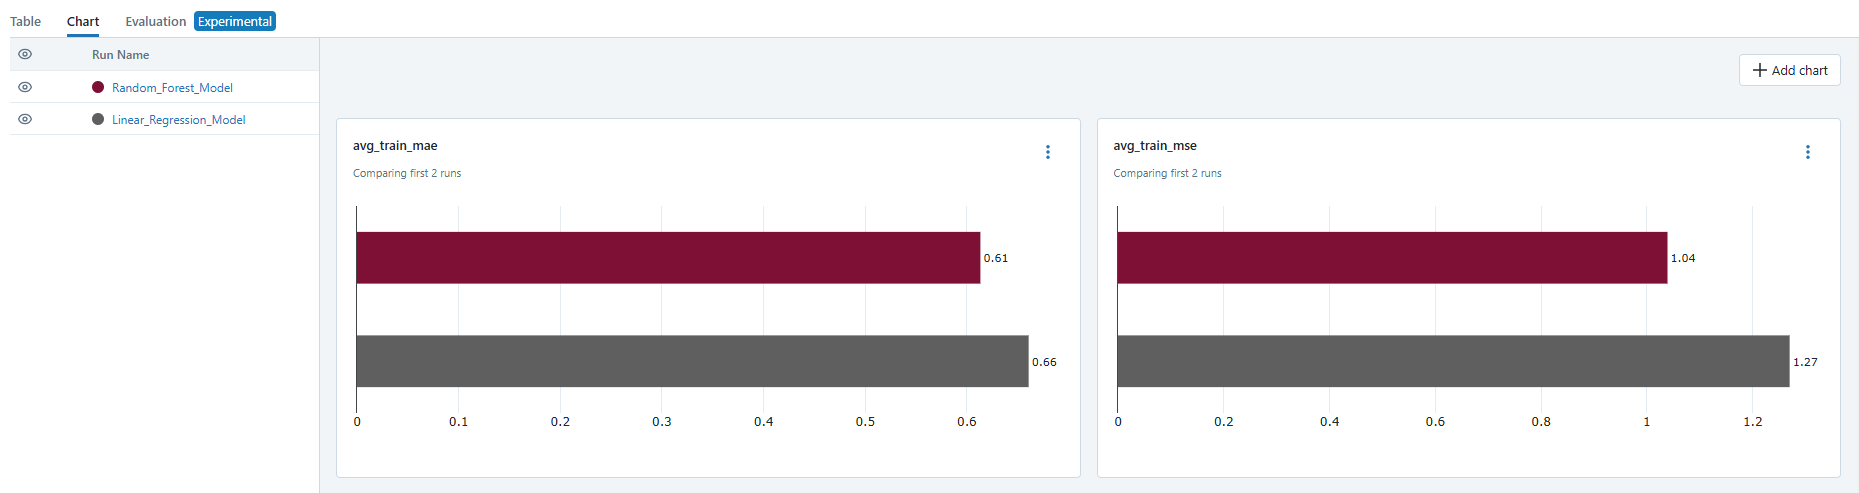 Table Chart Evaluation Experimental
Run Name
Random_Forest_Model
Linear_Regression_Model
Add chart
avg_train_mae
Comparing first 2 runs
0.61
0.66
0 0.1 0.2 0.3 0.4 0.5 0.6
avg_train_mse
Comparing first 2 runs
1.04
1.27
0 0.2 0.4 0.6 0.8 1 1.2